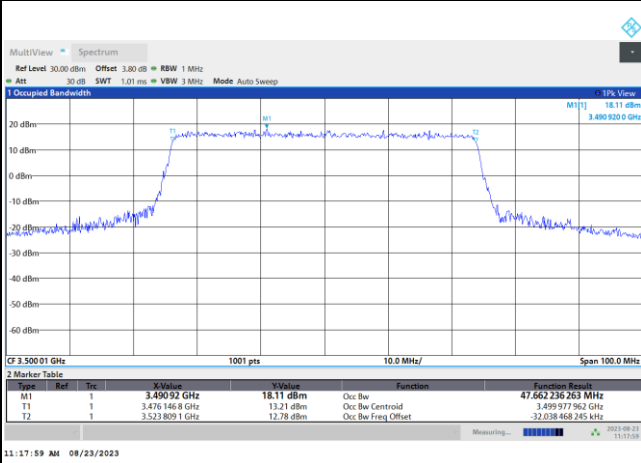 MultiView Spectrum
Ref Level 30.00 dBm Offset 3.80 dB RBW 1 MHz
Att 30 dB SWT 1.01 ms VBW 3 MHz Mode Auto Sweep
1 Occupied Bandwidth 1Pk View
M1[1] 18.11 dBm
3.490 920 0 GHz
M1
T1 T2
20 dBm
10 dBm
0 dBm
-10 dBm
-20 dBm
-30 dBm
-40 dBm
-50 dBm
-60 dBm
CF 3.500 01 GHz 1001 pts 10.0 MHz/ Span 100.0 MHz
2 Marker Table
Type Ref Trc X-Value Y-Value Function Function Result
M1 1 3.490 92 GHz 18.11 dBm Occ Bw 47.662 236 263 MHz
T1 1 3.476 146 8 GHz 13.21 dBm Occ Bw Centroid 3.499 977 962 GHz
T2 1 3.523 809 1 GHz 12.78 dBm Occ Bw Freq Offset -32.038 468 245 kHz
Measuring... 2023-08-23
11:17:59
11:17:59 AM 08/23/2023